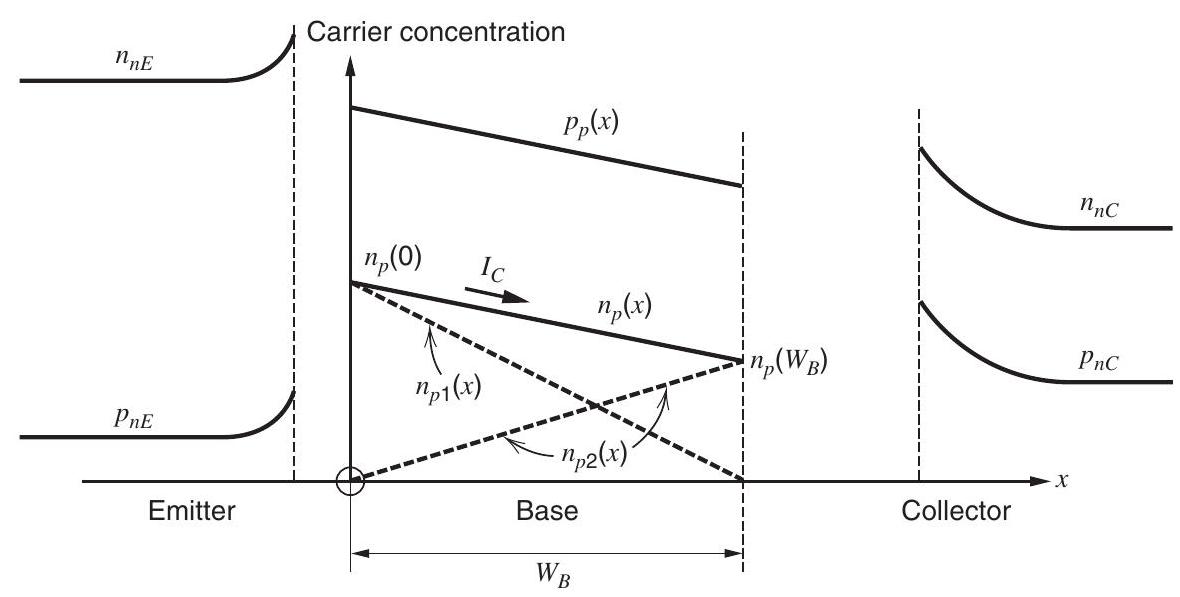 Carrier concentration
n_{nE}
p_p(x)
n_{nC}
n_p(0)
I_C
n_p(x)
n_p(W_B)
p_{nC}
n_{p1}(x)
p_{nE}
n_{p2}(x)
x
Emitter
Base
Collector
W_B